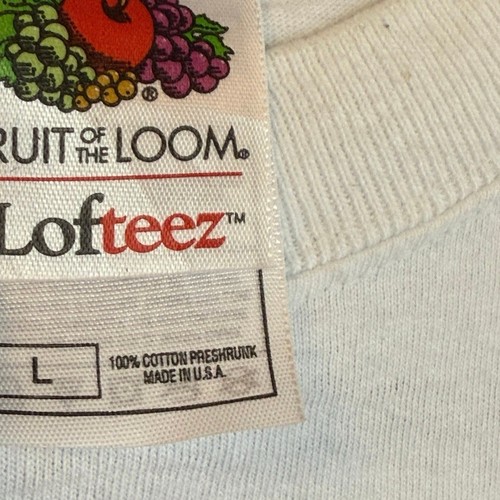 ®
RUIT OF THE LOOM®
Lofteez™
L
100% COTTON PRESHRUNK
MADE IN U.S.A.